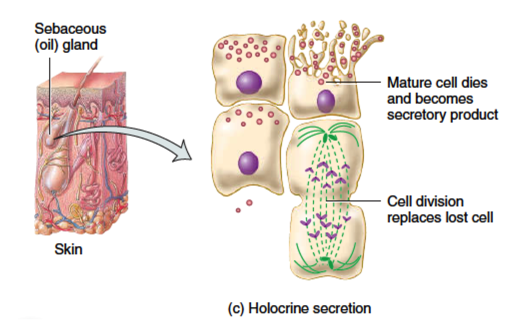 Sebaceous
(oil) gland
Mature cell dies
and becomes
secretory product
Cell division
replaces lost cell
Skin
(c) Holocrine secretion